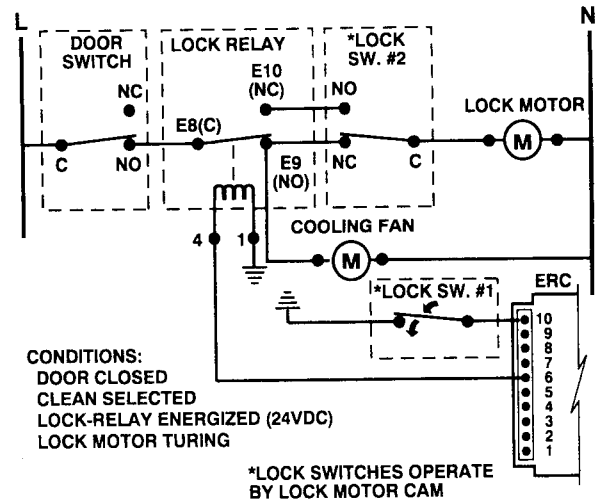 L
N
DOOR
SWITCH
LOCK RELAY
*LOCK
SW. #2
NC
E10
(NC)
NO
LOCK MOTOR
E8(C)
M
C
NO
E9
(NO)
NC
C
COOLING FAN
4
1
M
*LOCK SW. #1
ERC
10
9
8
7
6
5
4
3
2
1
CONDITIONS:
DOOR CLOSED
CLEAN SELECTED
LOCK-RELAY ENERGIZED (24VDC)
LOCK MOTOR TURING
*LOCK SWITCHES OPERATE
BY LOCK MOTOR CAM